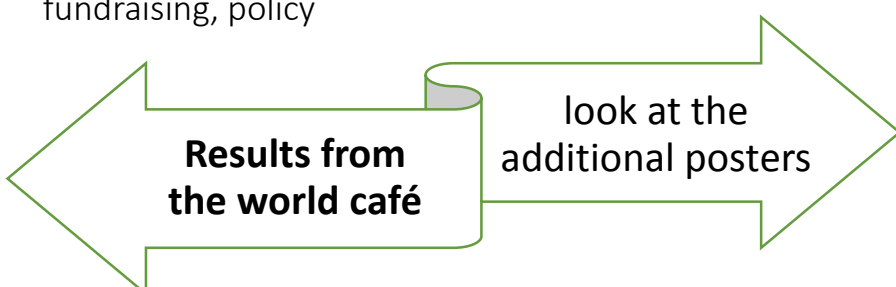 fundraising, policy
Results from
the world café
look at the
additional posters